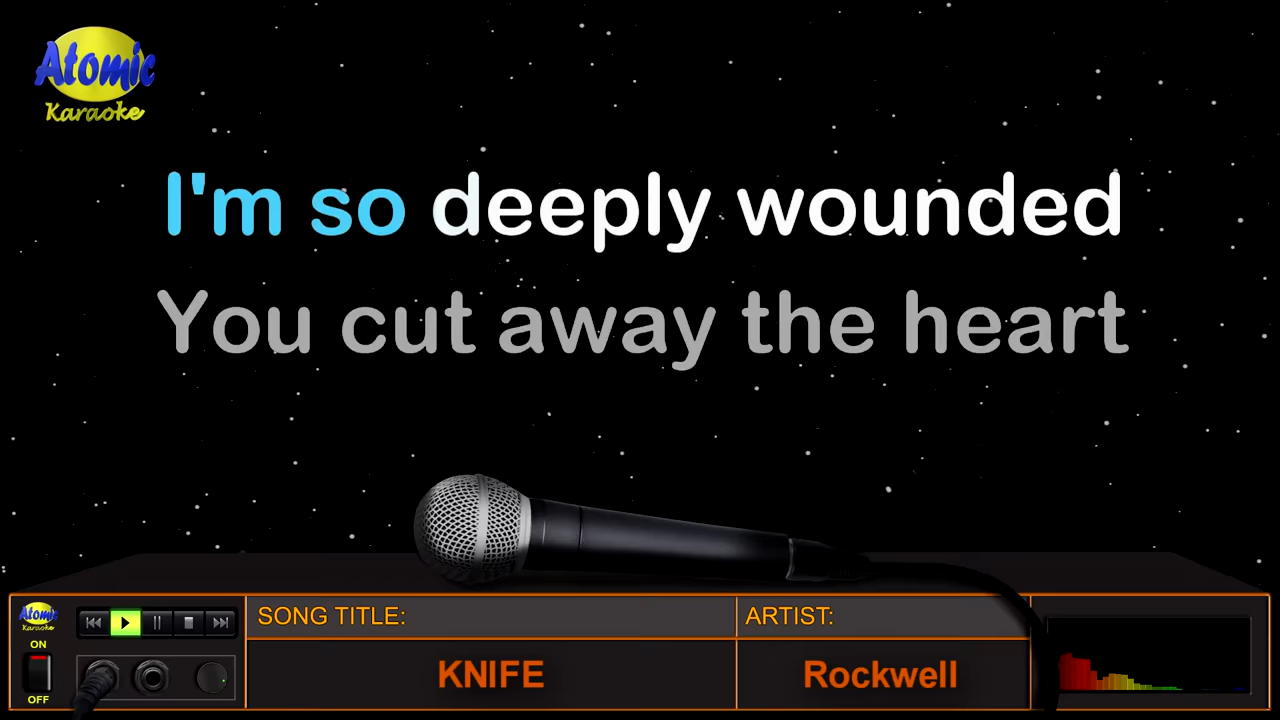 Atomic
Karaoke
I'm so deeply wounded
You cut away the heart
Atomic
Karaoke
ON
OFF
SONG TITLE:
KNIFE
ARTIST:
Rockwell